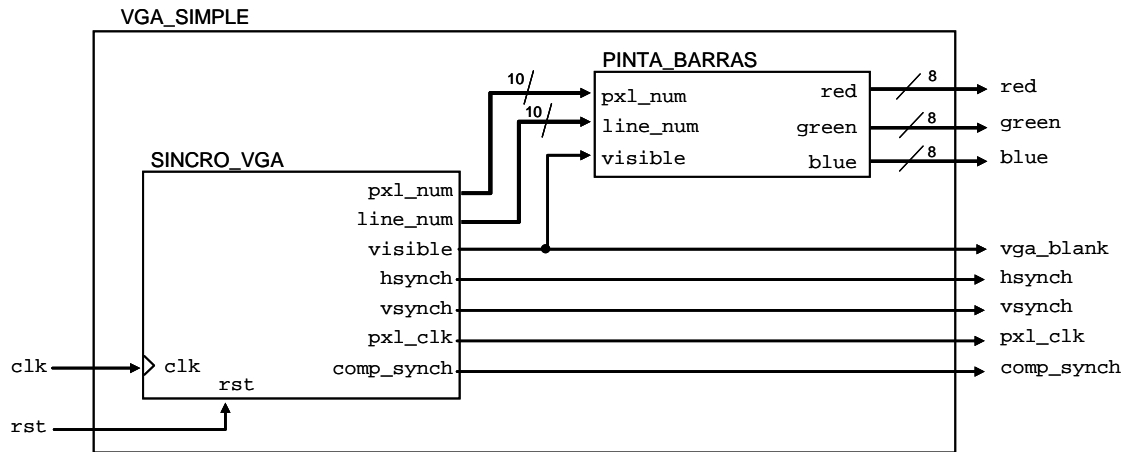 VGA_SIMPLE
PINTA_BARRAS
10
pxl_num
red
8
red
10
line_num
green
8
green
visible
blue
8
blue
SINCRO_VGA
pxl_num
line_num
visible
vga_blank
hsynch
hsynch
vsynch
vsynch
pxl_clk
pxl_clk
clk
clk
comp_synch
comp_synch
rst
rst